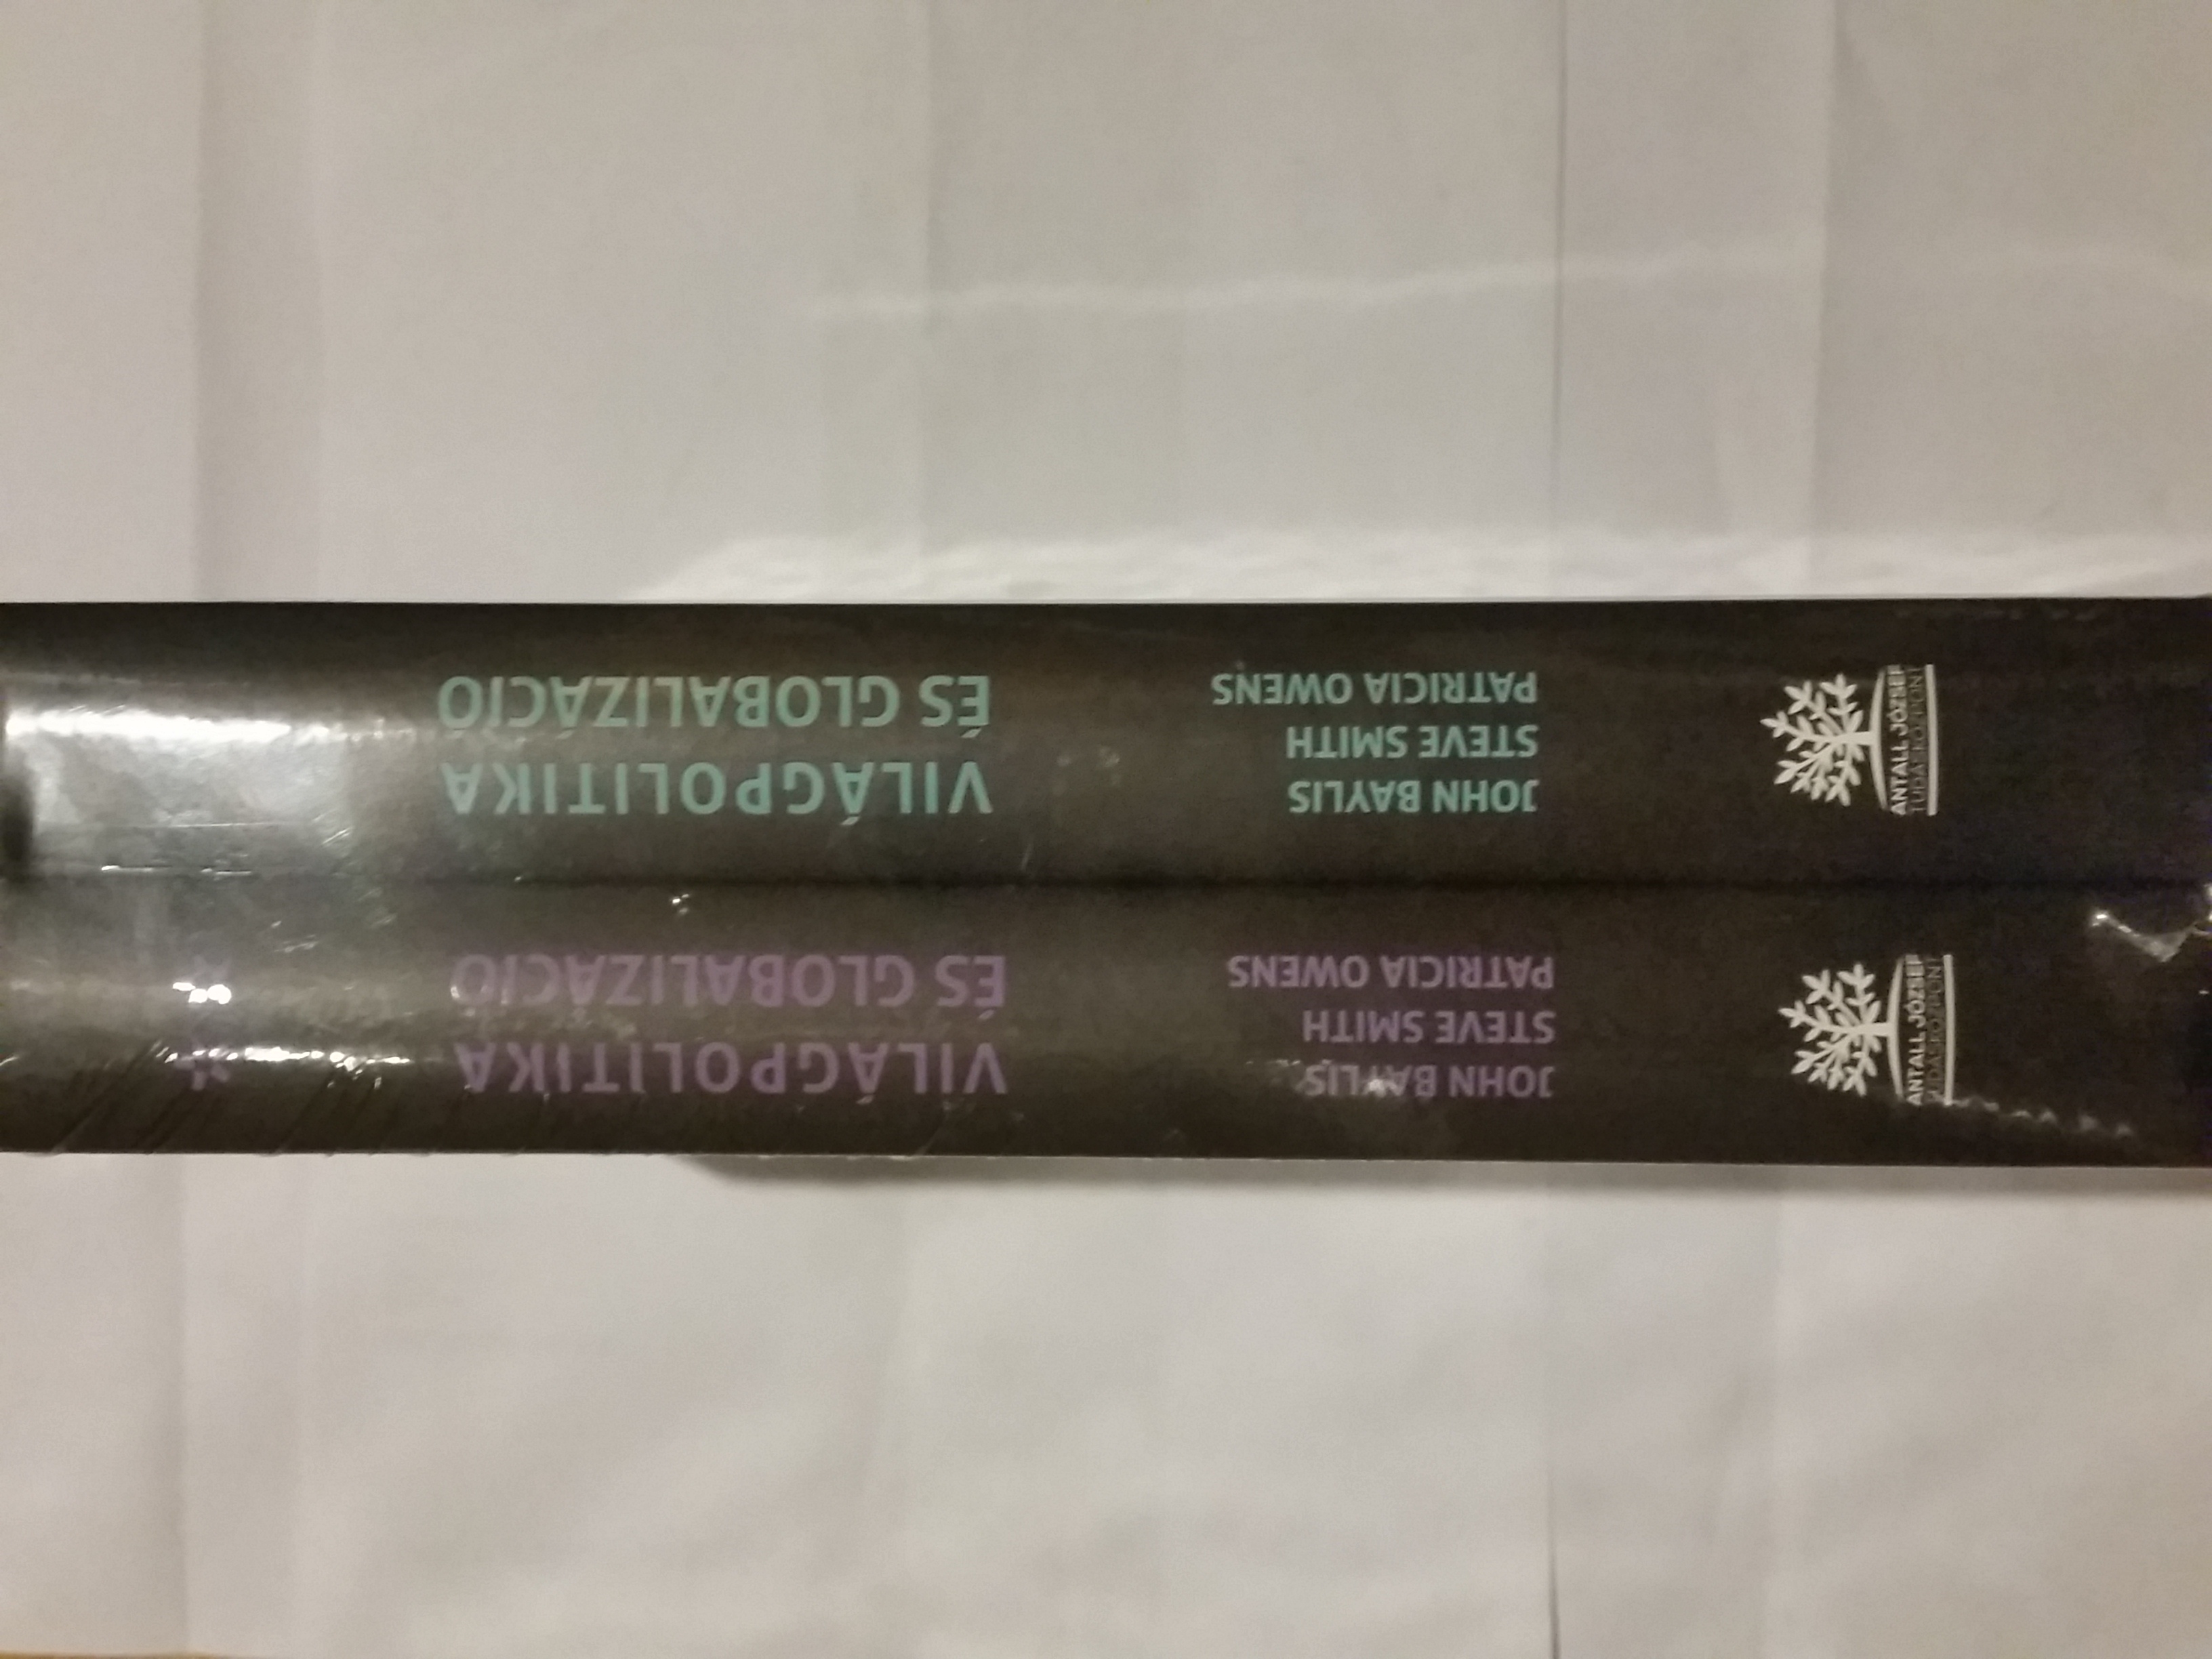 JOHN BAYLIS
STEVE SMITH
PATRICIA OWENS
VILÁGPOLITIKA
ÉS GLOBALIZÁCIÓ
ANTALL JÓZSEF
TUDÁSKÖZPONT
JOHN BAYLIS
STEVE SMITH
PATRICIA OWENS
VILÁGPOLITIKA
ÉS GLOBALIZÁCIÓ
ANTALL JÓZSEF
TUDÁSKÖZPONT